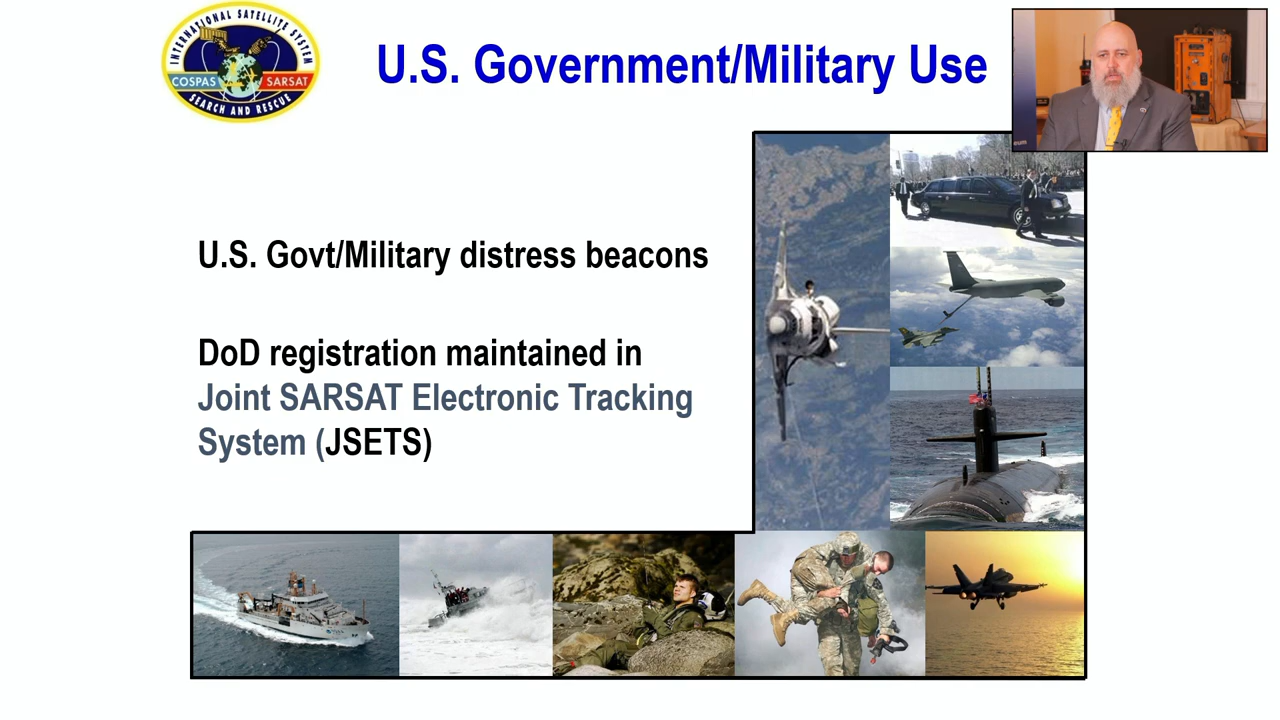 INTERNATIONAL SATELLITE SYSTEM
COSPAS SARSAT
SEARCH AND RESCUE
U.S. Government/Military Use
U.S. Govt/Military distress beacons
DoD registration maintained in
Joint SARSAT Electronic Tracking
System (JSETS)